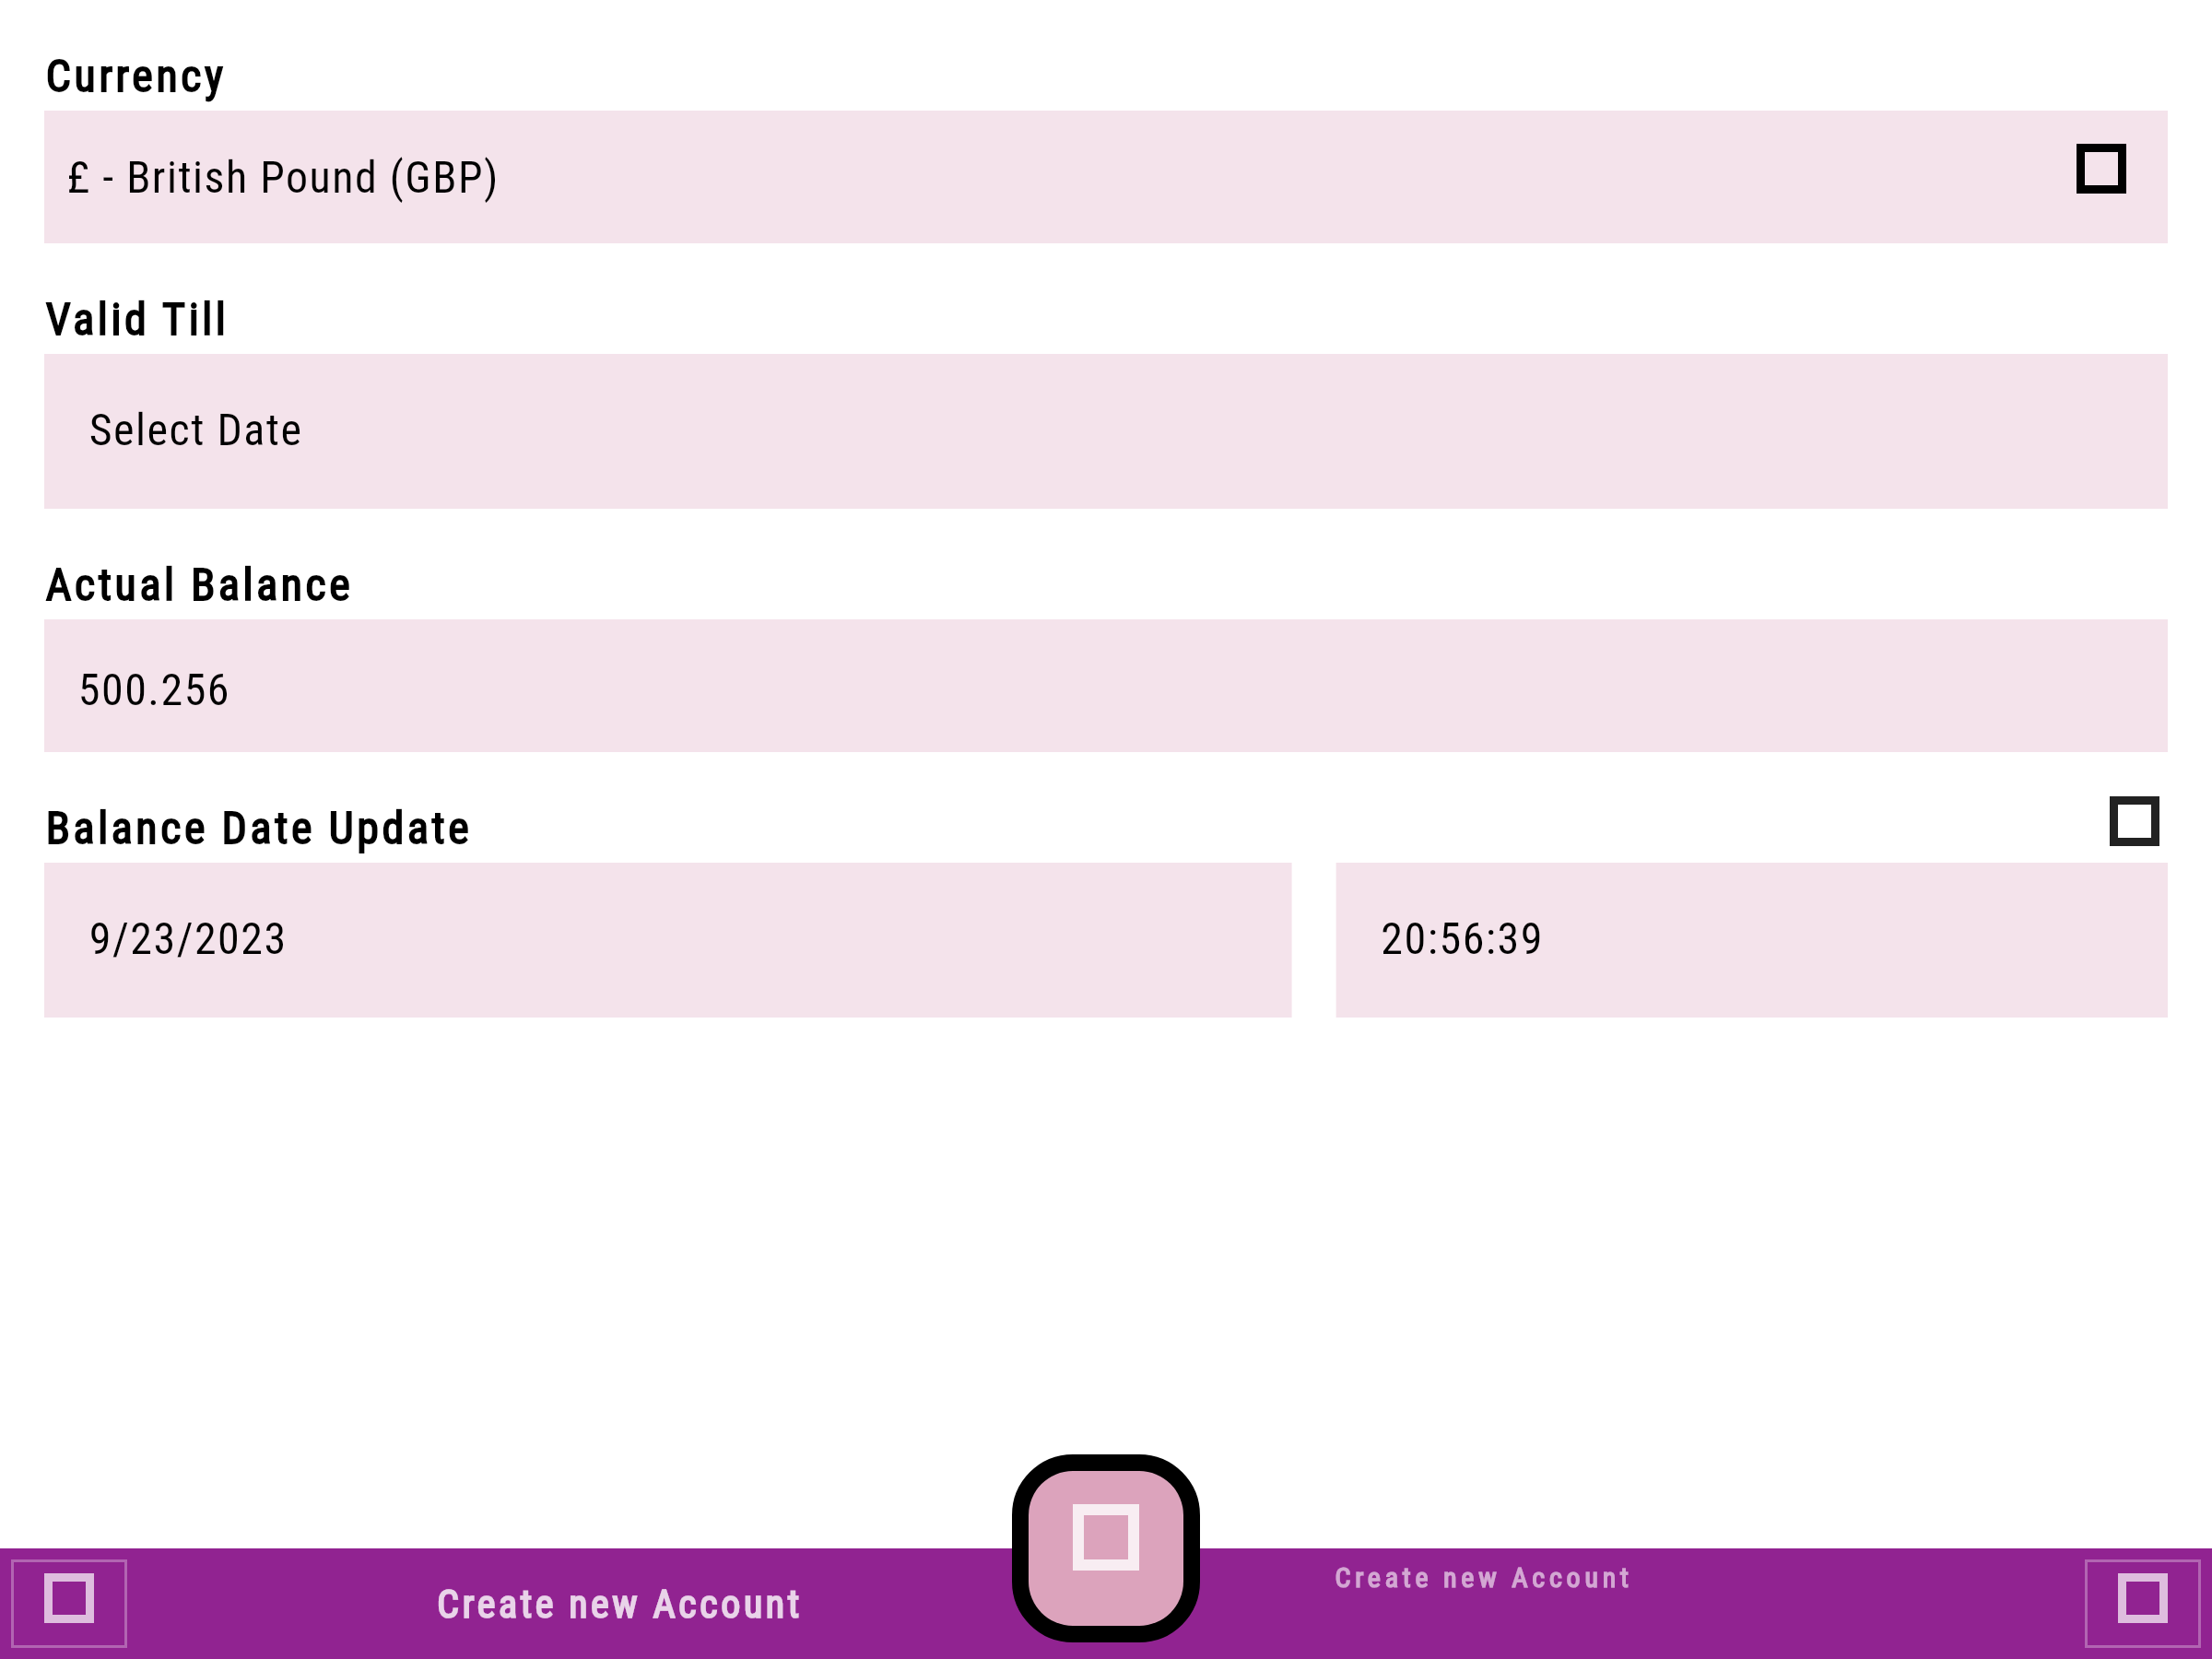 Currency
£ - British Pound (GBP)
Valid Till
Select Date
Actual Balance
500.256
Balance Date Update
9/23/2023
20:56:39
Create new Account
Create new Account